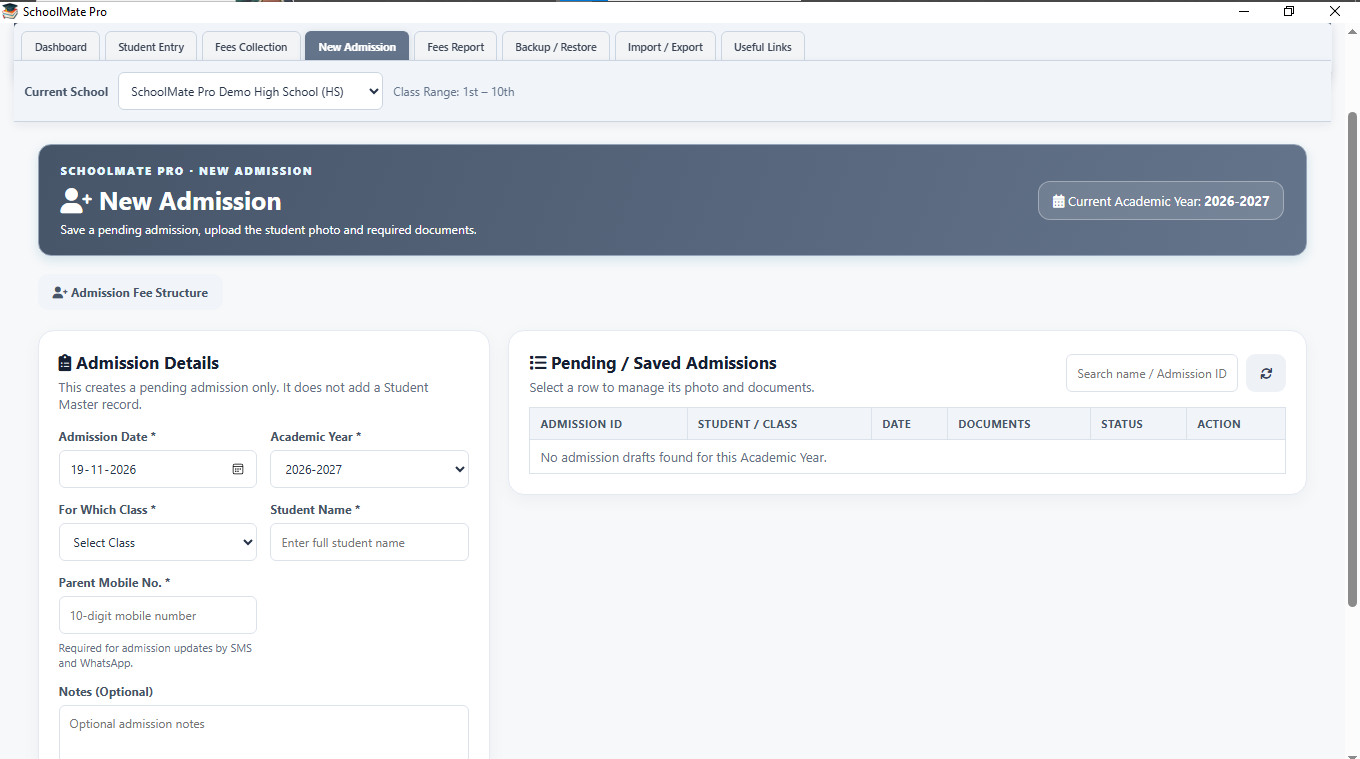 SchoolMate Pro
Dashboard
Student Entry
Fees Collection
New Admission
Fees Report
Backup / Restore
Import / Export
Useful Links
Current School
SchoolMate Pro Demo High School (HS)
Class Range: 1st – 10th
SCHOOLMATE PRO · NEW ADMISSION
New Admission
Save a pending admission, upload the student photo and required documents.
Current Academic Year: 2026-2027
Admission Fee Structure
Admission Details
This creates a pending admission only. It does not add a Student
Master record.
Admission Date *
Academic Year *
19-11-2026
2026-2027
For Which Class *
Student Name *
Select Class
Enter full student name
Parent Mobile No. *
10-digit mobile number
Required for admission updates by SMS
and WhatsApp.
Notes (Optional)
Optional admission notes
Pending / Saved Admissions
Select a row to manage its photo and documents.
Search name / Admission ID
ADMISSION ID
STUDENT / CLASS
DATE
DOCUMENTS
STATUS
ACTION
No admission drafts found for this Academic Year.